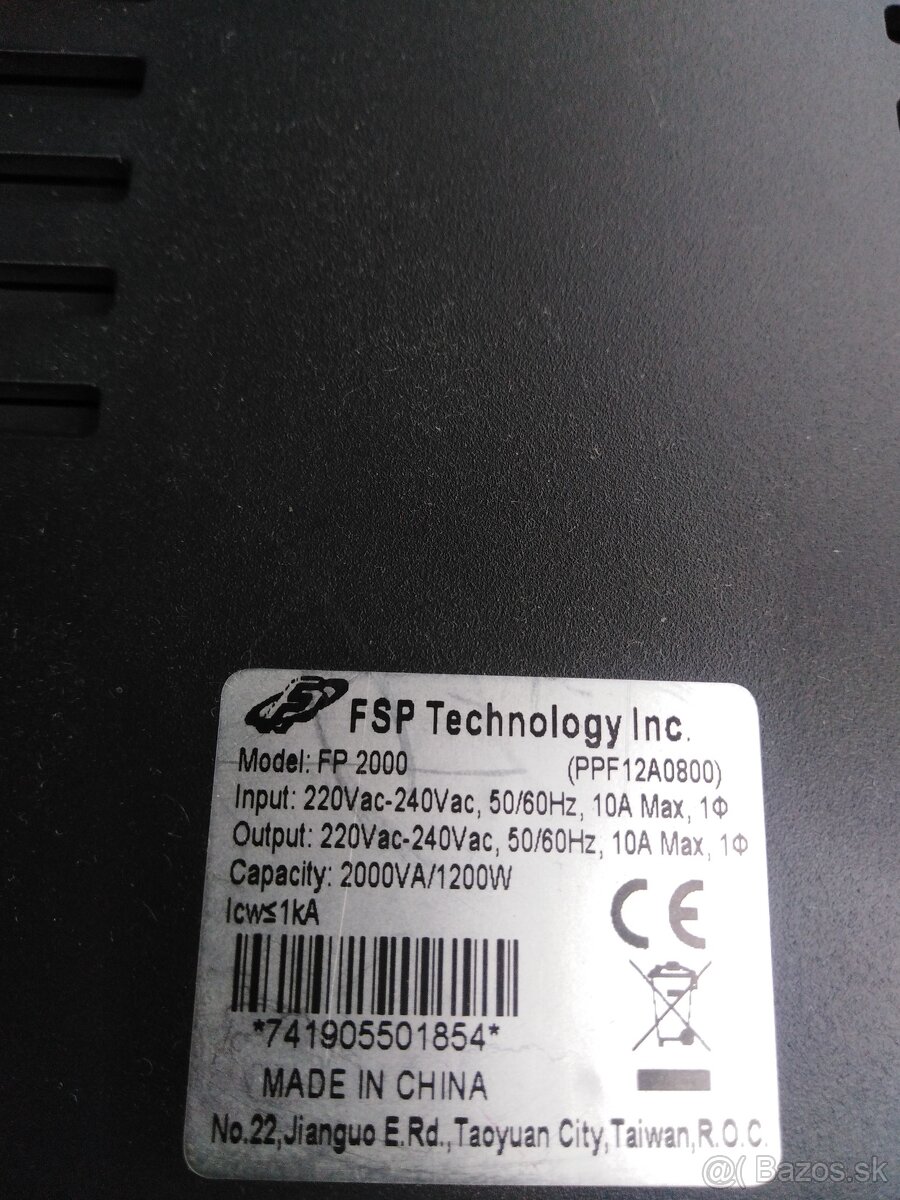 FSP Technology Inc.
Model: FP 2000 (PPF12A0800)
Input: 220Vac-240Vac, 50/60Hz, 10A Max, 1Φ
Output: 220Vac-240Vac, 50/60Hz, 10A Max, 1Φ
Capacity: 2000VA/1200W
Icw≤1kA
CE
*741905501854*
MADE IN CHINA
No.22,Jianguo E.Rd.,Taoyuan City,Taiwan,R.O.C.
@( Bazos.sk